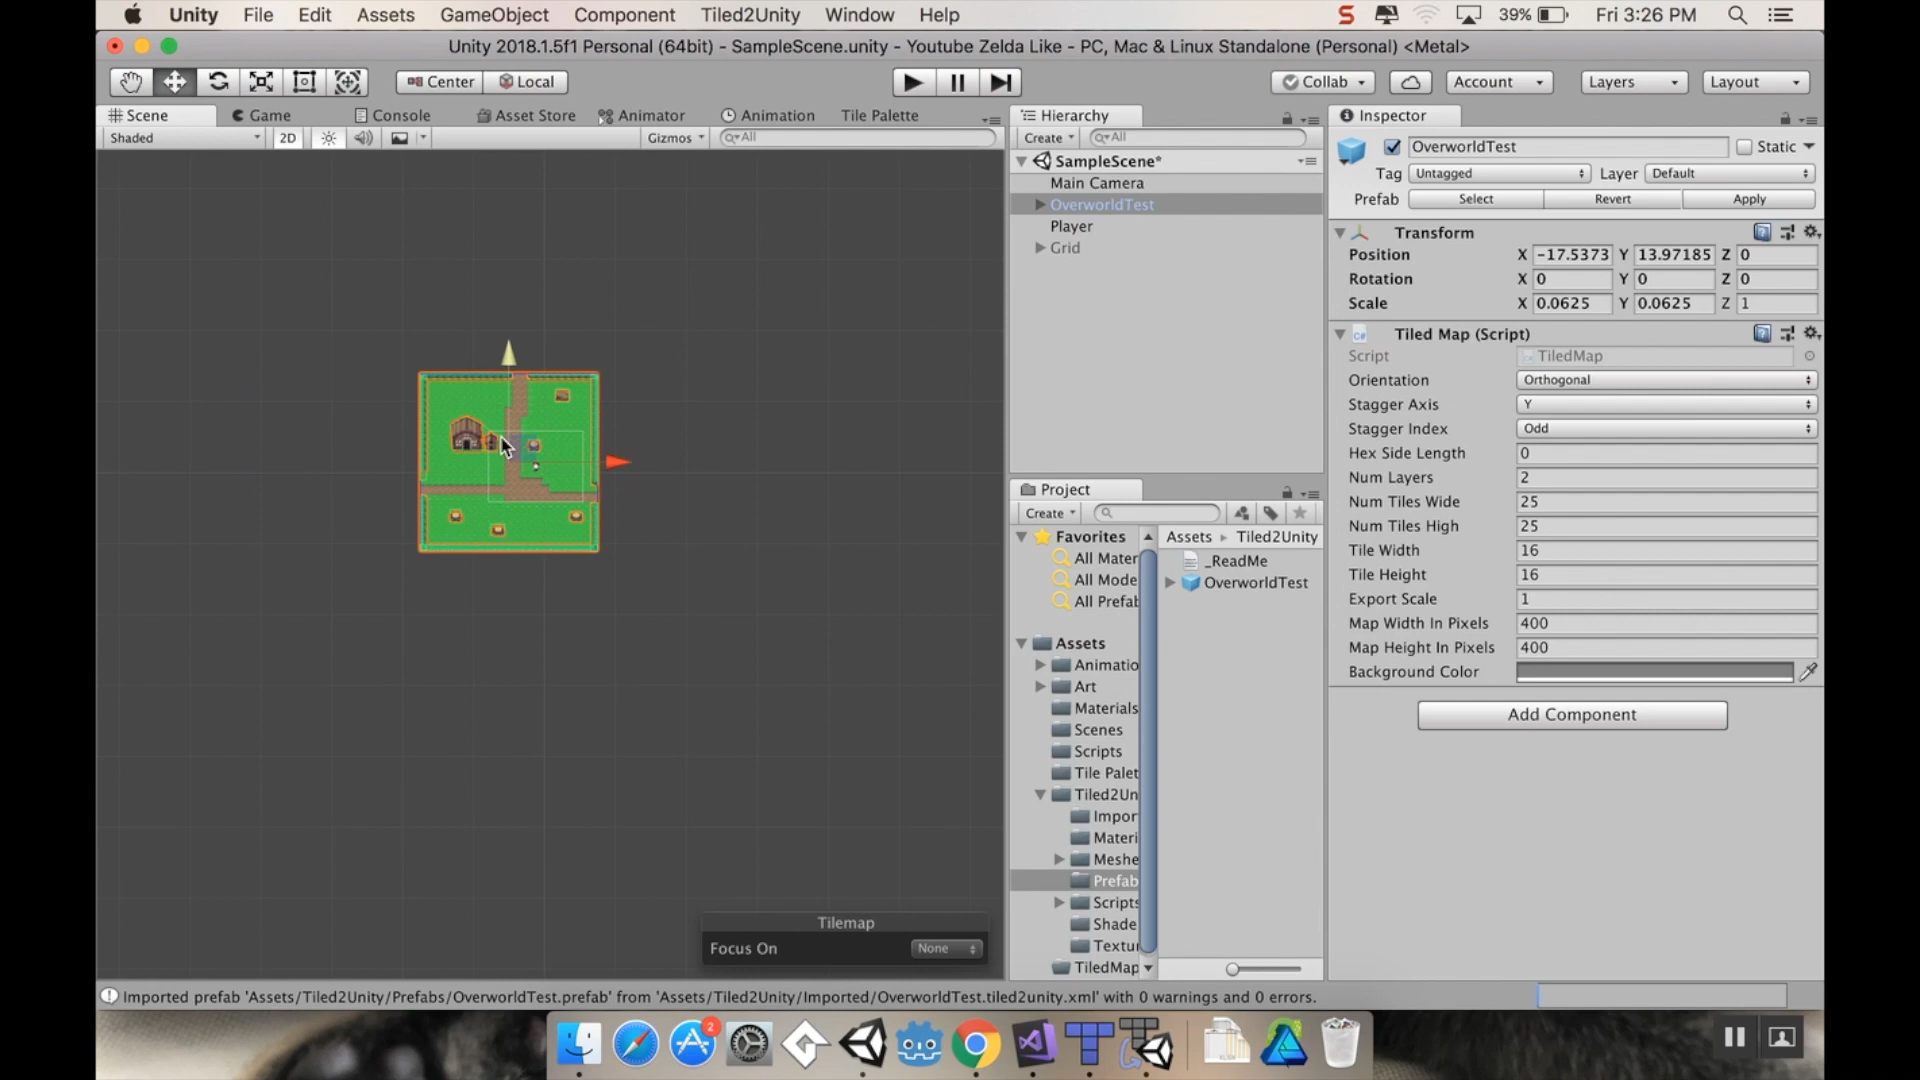 Unity File Edit Assets GameObject Component Tiled2Unity Window Help
S 39% Fri 3:26 PM
Unity 2018.1.5f1 Personal (64bit) - SampleScene.unity - Youtube Zelda Like - PC, Mac & Linux Standalone (Personal) <Metal>
Center Local
Collab Account Layers Layout
Scene Game Console Asset Store Animator Animation Tile Palette
Shaded 2D Gizmos All
Tilemap
Focus On None
Hierarchy
Create All
SampleScene*
Main Camera
OverworldTest
Player
Grid
Project
Create
Favorites
All Mater
All Mode
All Prefab
Assets
Animatio
Art
Materials
Scenes
Scripts
Tile Palet
Tiled2Un
Impor
Materi
Meshe
Prefab
Scripts
Shade
Textur
TiledMap
Assets Tiled2Unity
_ReadMe
OverworldTest
Inspector
OverworldTest Static
Tag Untagged Layer Default
Prefab Select Revert Apply
Transform
Position X -17.5373 Y 13.97185 Z 0
Rotation X 0 Y 0 Z 0
Scale X 0.0625 Y 0.0625 Z 1
Tiled Map (Script)
Script TiledMap
Orientation Orthogonal
Stagger Axis Y
Stagger Index Odd
Hex Side Length 0
Num Layers 2
Num Tiles Wide 25
Num Tiles High 25
Tile Width 16
Tile Height 16
Export Scale 1
Map Width In Pixels 400
Map Height In Pixels 400
Background Color
Add Component
Imported prefab 'Assets/Tiled2Unity/Prefabs/OverworldTest.prefab' from 'Assets/Tiled2Unity/Imported/OverworldTest.tiled2unity.xml' with 0 warnings and 0 errors.
2